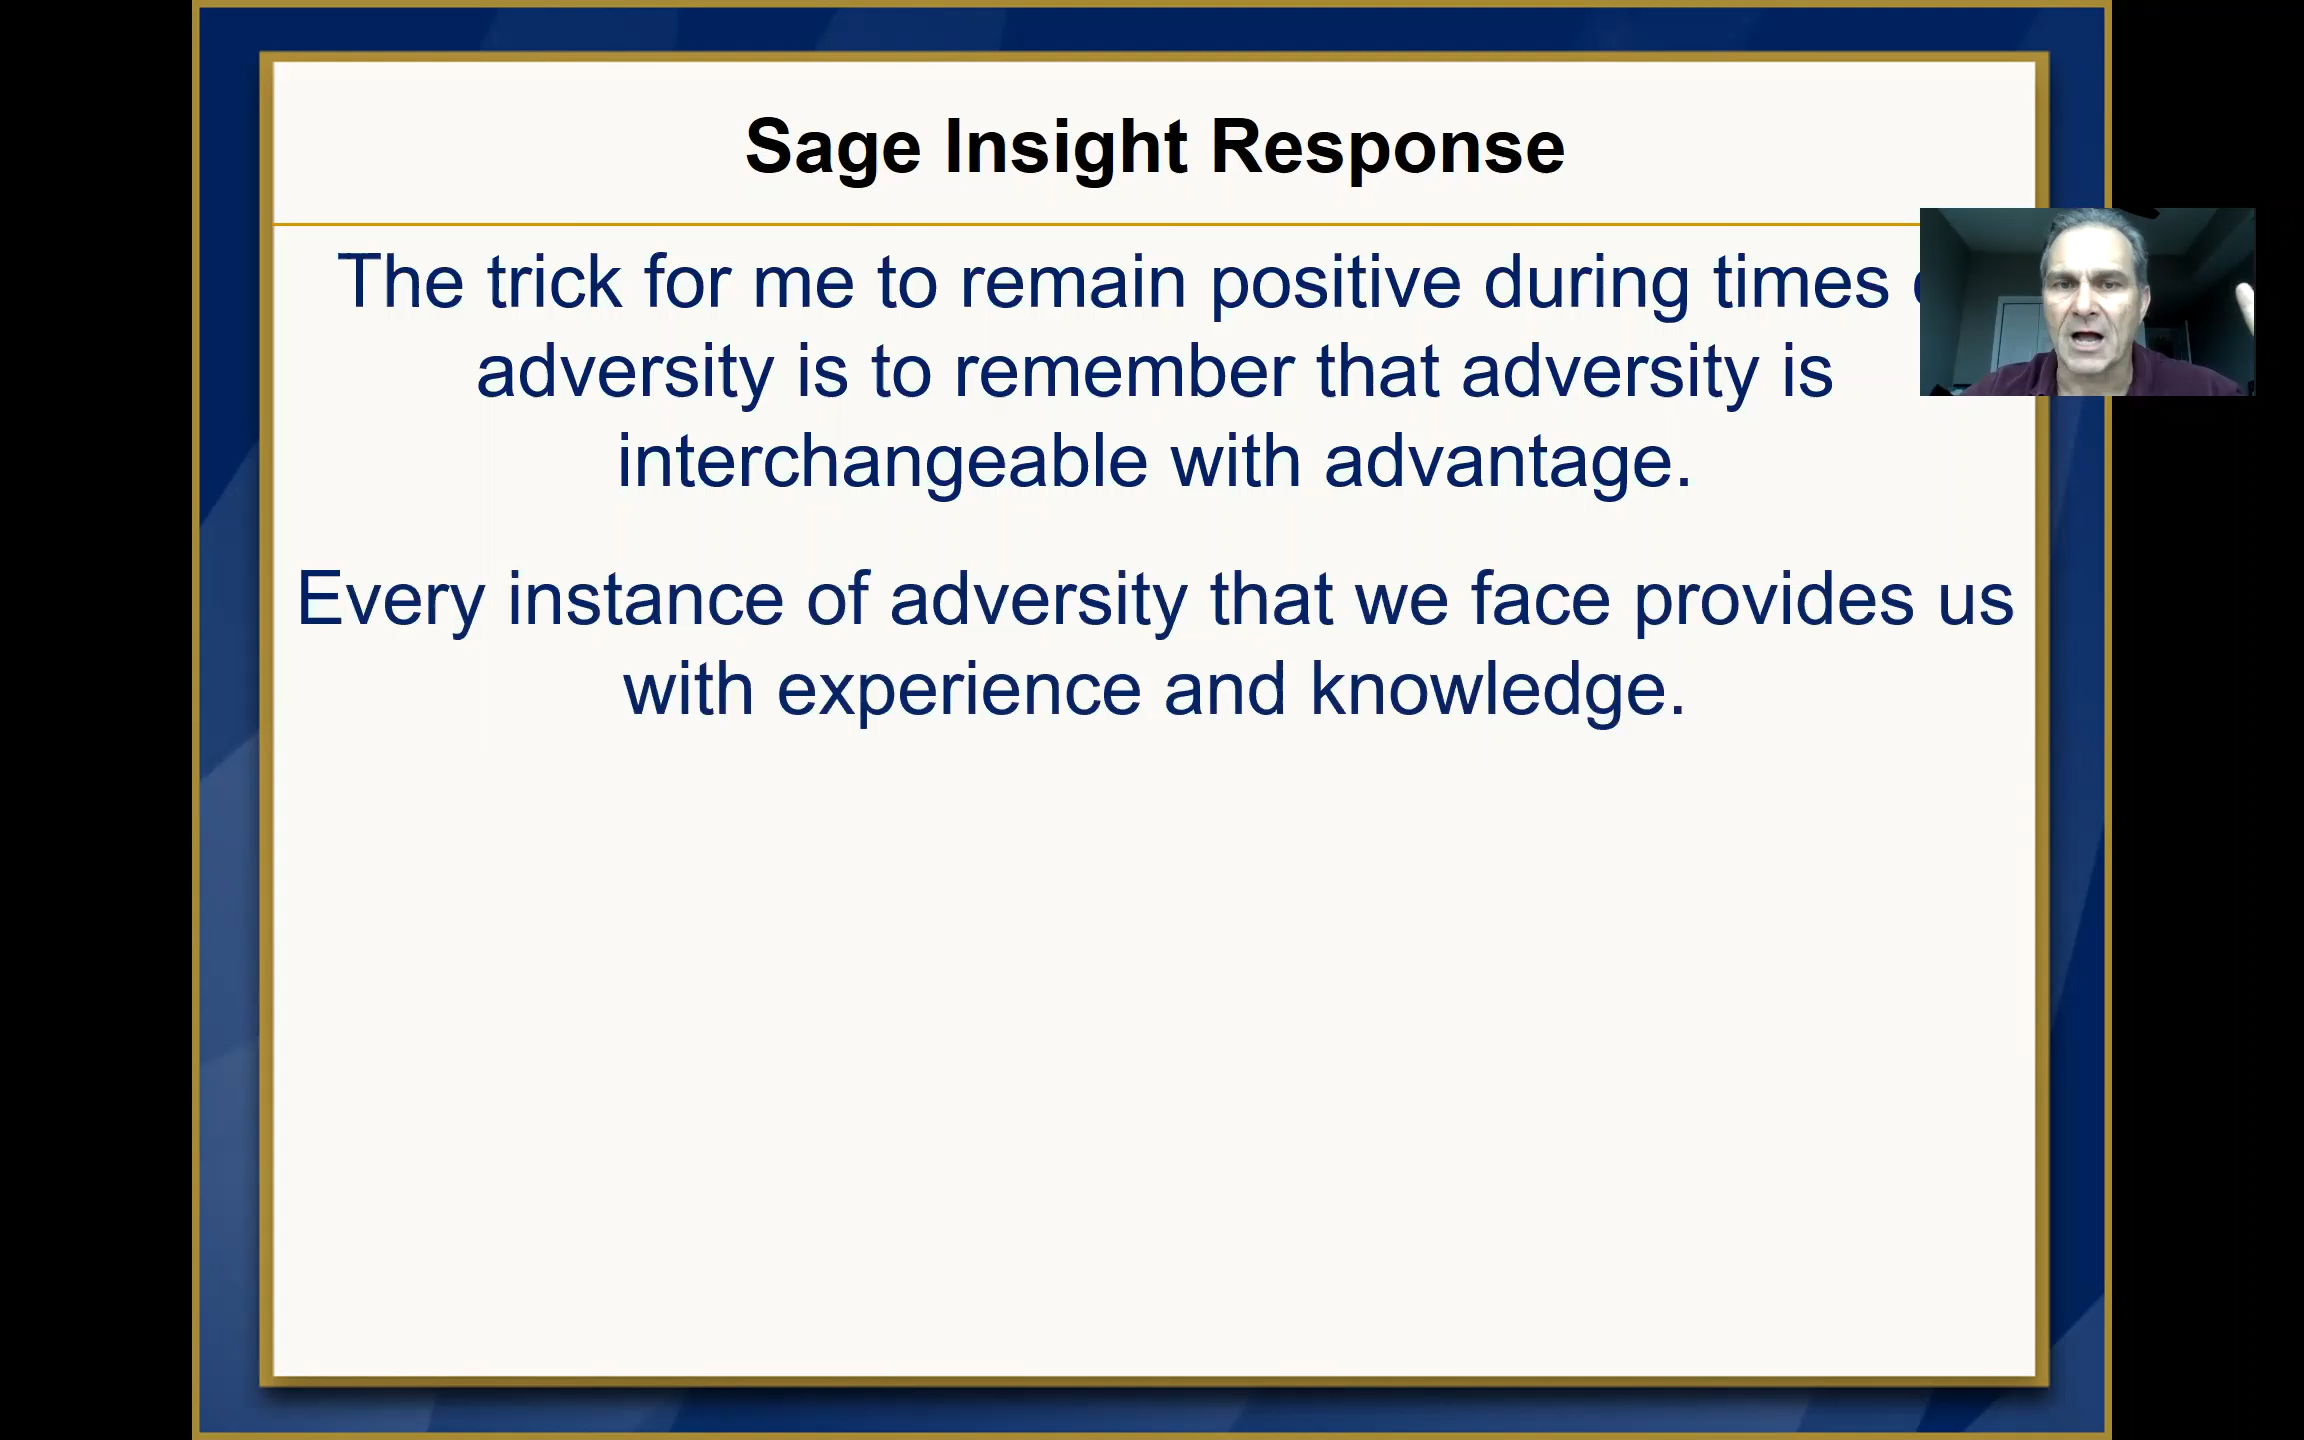 Sage Insight Response
The trick for me to remain positive during times
adversity is to remember that adversity is
interchangeable with advantage.
Every instance of adversity that we face provides us
with experience and knowledge.